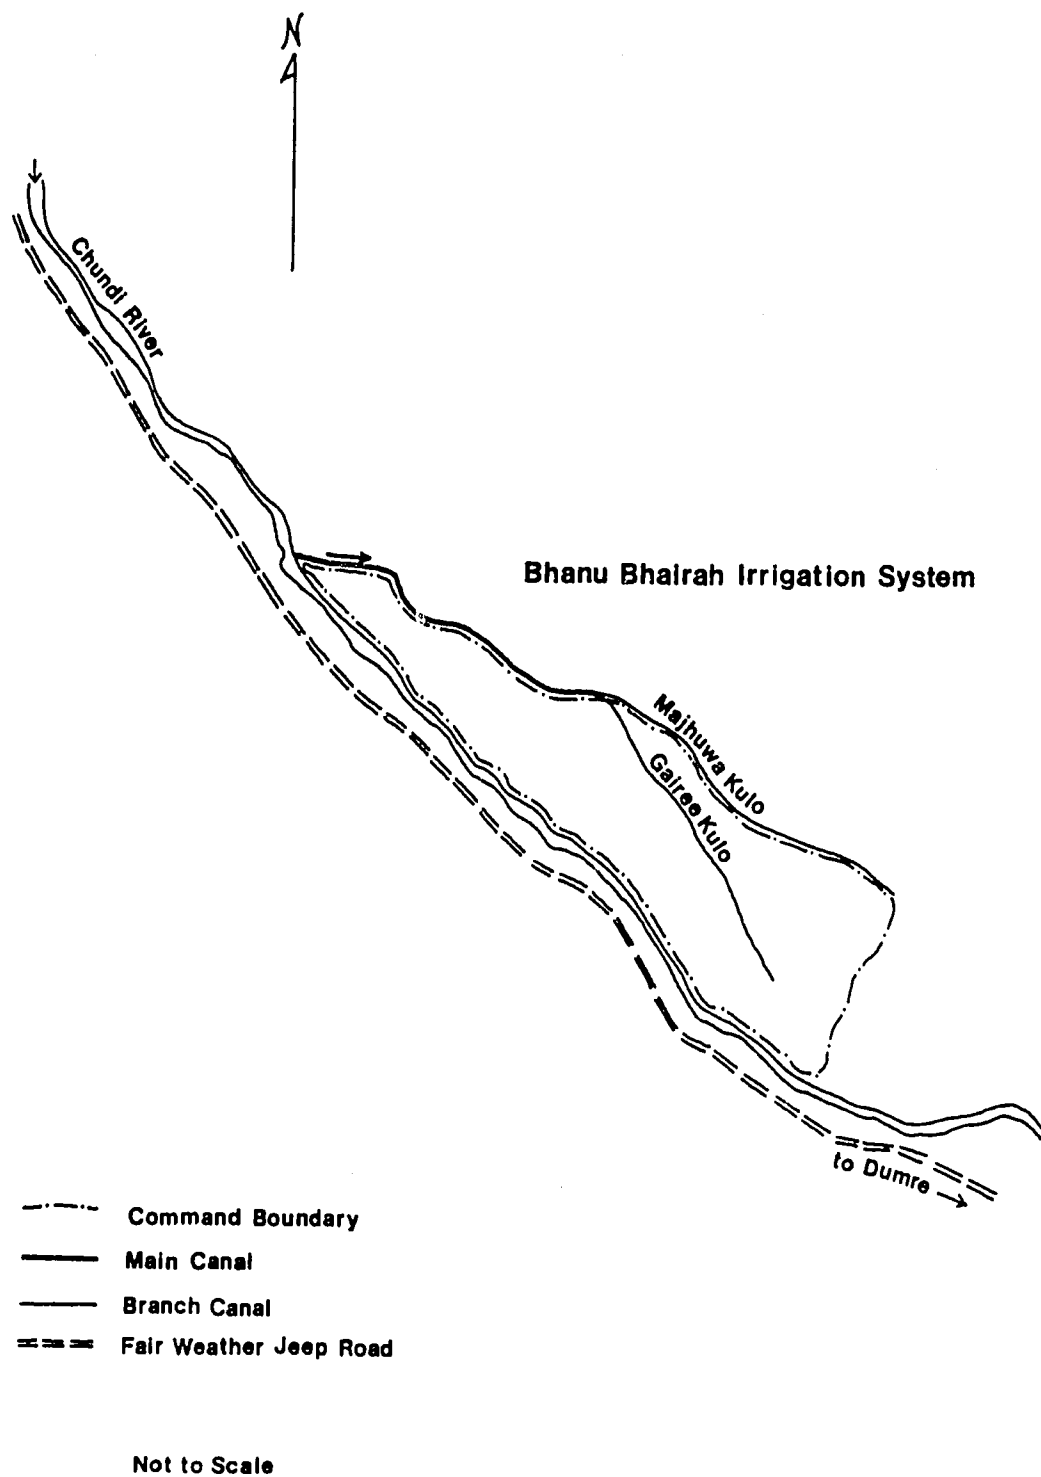 N
Chundi River
Bhanu Bhairah Irrigation System
Majhuwa Kulo
Gairee Kulo
to Dumre
Command Boundary
Main Canal
Branch Canal
Fair Weather Jeep Road
Not to Scale